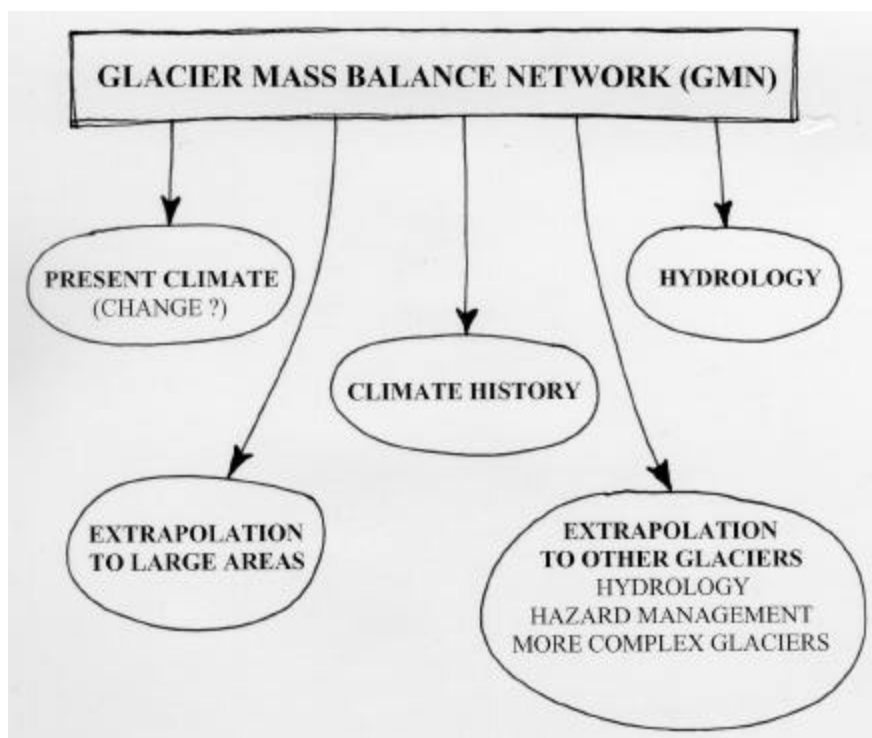 GLACIER MASS BALANCE NETWORK (GMN)
PRESENT CLIMATE
(CHANGE ?)
HYDROLOGY
CLIMATE HISTORY
EXTRAPOLATION
TO LARGE AREAS
EXTRAPOLATION
TO OTHER GLACIERS
HYDROLOGY
HAZARD MANAGEMENT
MORE COMPLEX GLACIERS